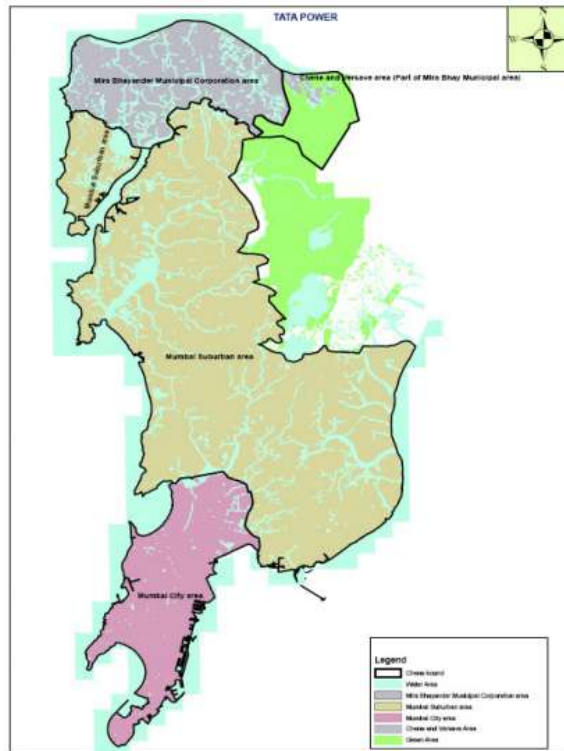 TATA POWER
N
W E
S
Mira Bhayander Municipal Corporation area
Chene and Versave area (Part of Mira Bhay Municipal area)
Mumbai Suburban area
Mumbai Suburban area
Mumbai City area
Legend
Water Area
Mira Bhayander Municipal Corporation area
Mumbai Suburban area
Mumbai City area
Chene and Versave Area
Green Area